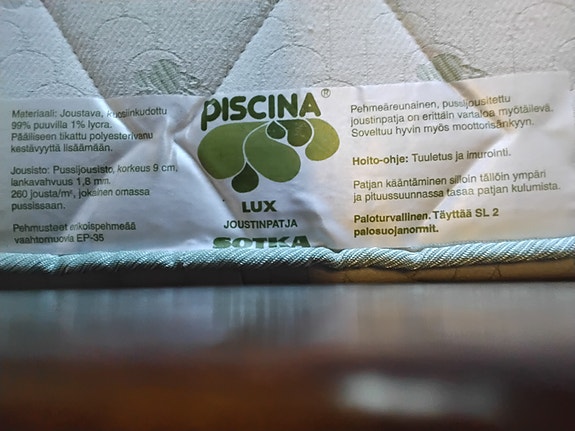 Materiaali: Joustava, kuosiinkudottu
99% puuvilla 1% lycra.
Päälliseen tikattu polyesterivanu
kestävyyttä lisäämään.
Jousito: Pussijousito, korkeus 9 cm,
lankavahvuus 1,8 mm.
260 jousta/m², jokainen omassa
pussissaan.
Pehmusteet erikoispehmeää
vaahtomuovia EP-35
PISCINA®
LUX
JOUSTINPATJA
SOTKA
Pehmeäreunainen, pussijousitettu
joustinpatja on erittäin vartaloa myötäilevä.
Soveltuu hyvin myös moottorisänkyyn.
Hoito-ohje: Tuuletus ja imurointi.
Patjan kääntäminen silloin tällöin ympäri
ja pituussuunnassa tasaa patjan kulumista.
Paloturvallinen. Täyttää SL 2
palosuojanormit.